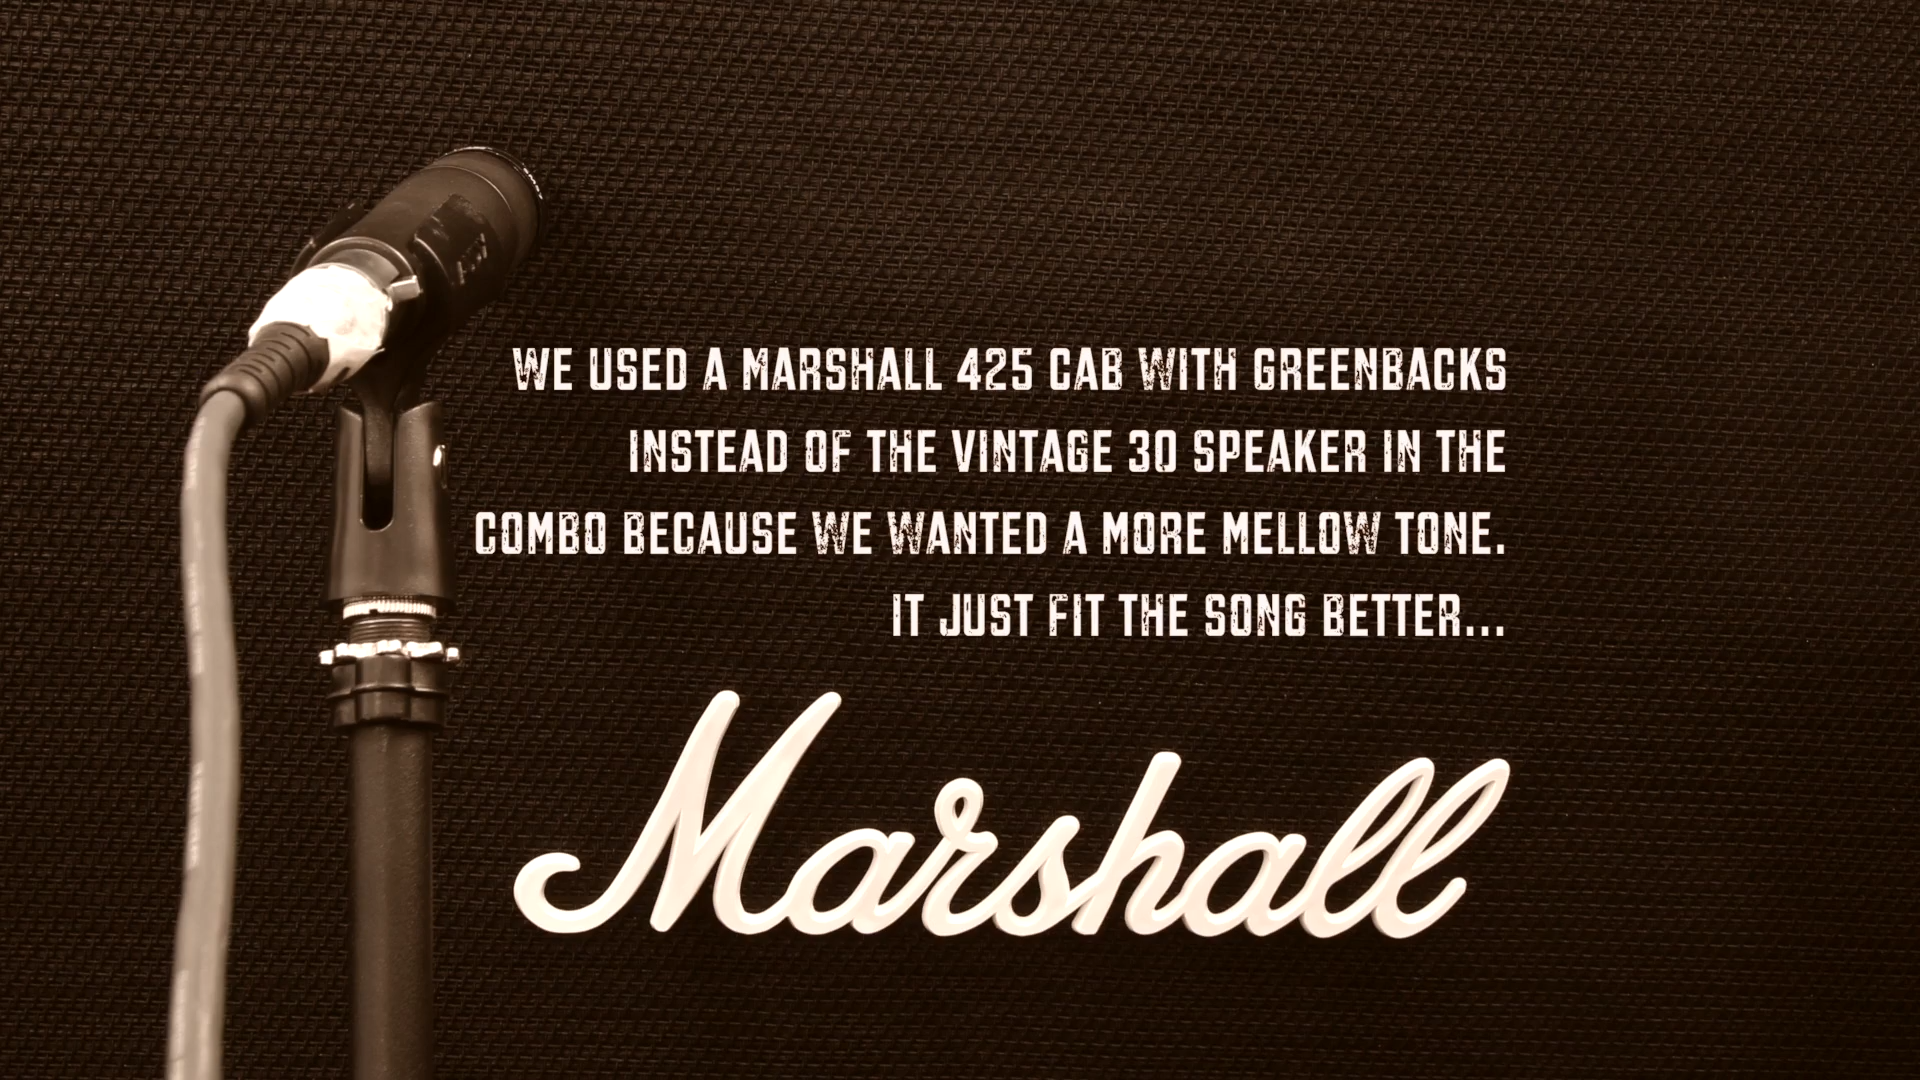 WE USED A MARSHALL 425 CAB WITH GREENBACKS
INSTEAD OF THE VINTAGE 30 SPEAKER IN THE
COMBO BECAUSE WE WANTED A MORE MELLOW TONE.
IT JUST FIT THE SONG BETTER...
Marshall